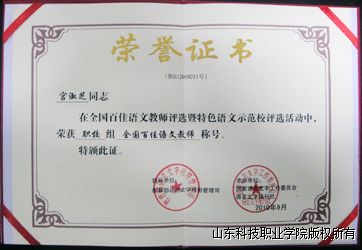 荣誉证书
宫淑芝同志
在全国百佳语文教师评选暨特色语文示范校评选活动中，
荣获 职教 组 全国百佳语文教师 称号。
特颁此证。
2010年9月
山东科技职业学院版权所有